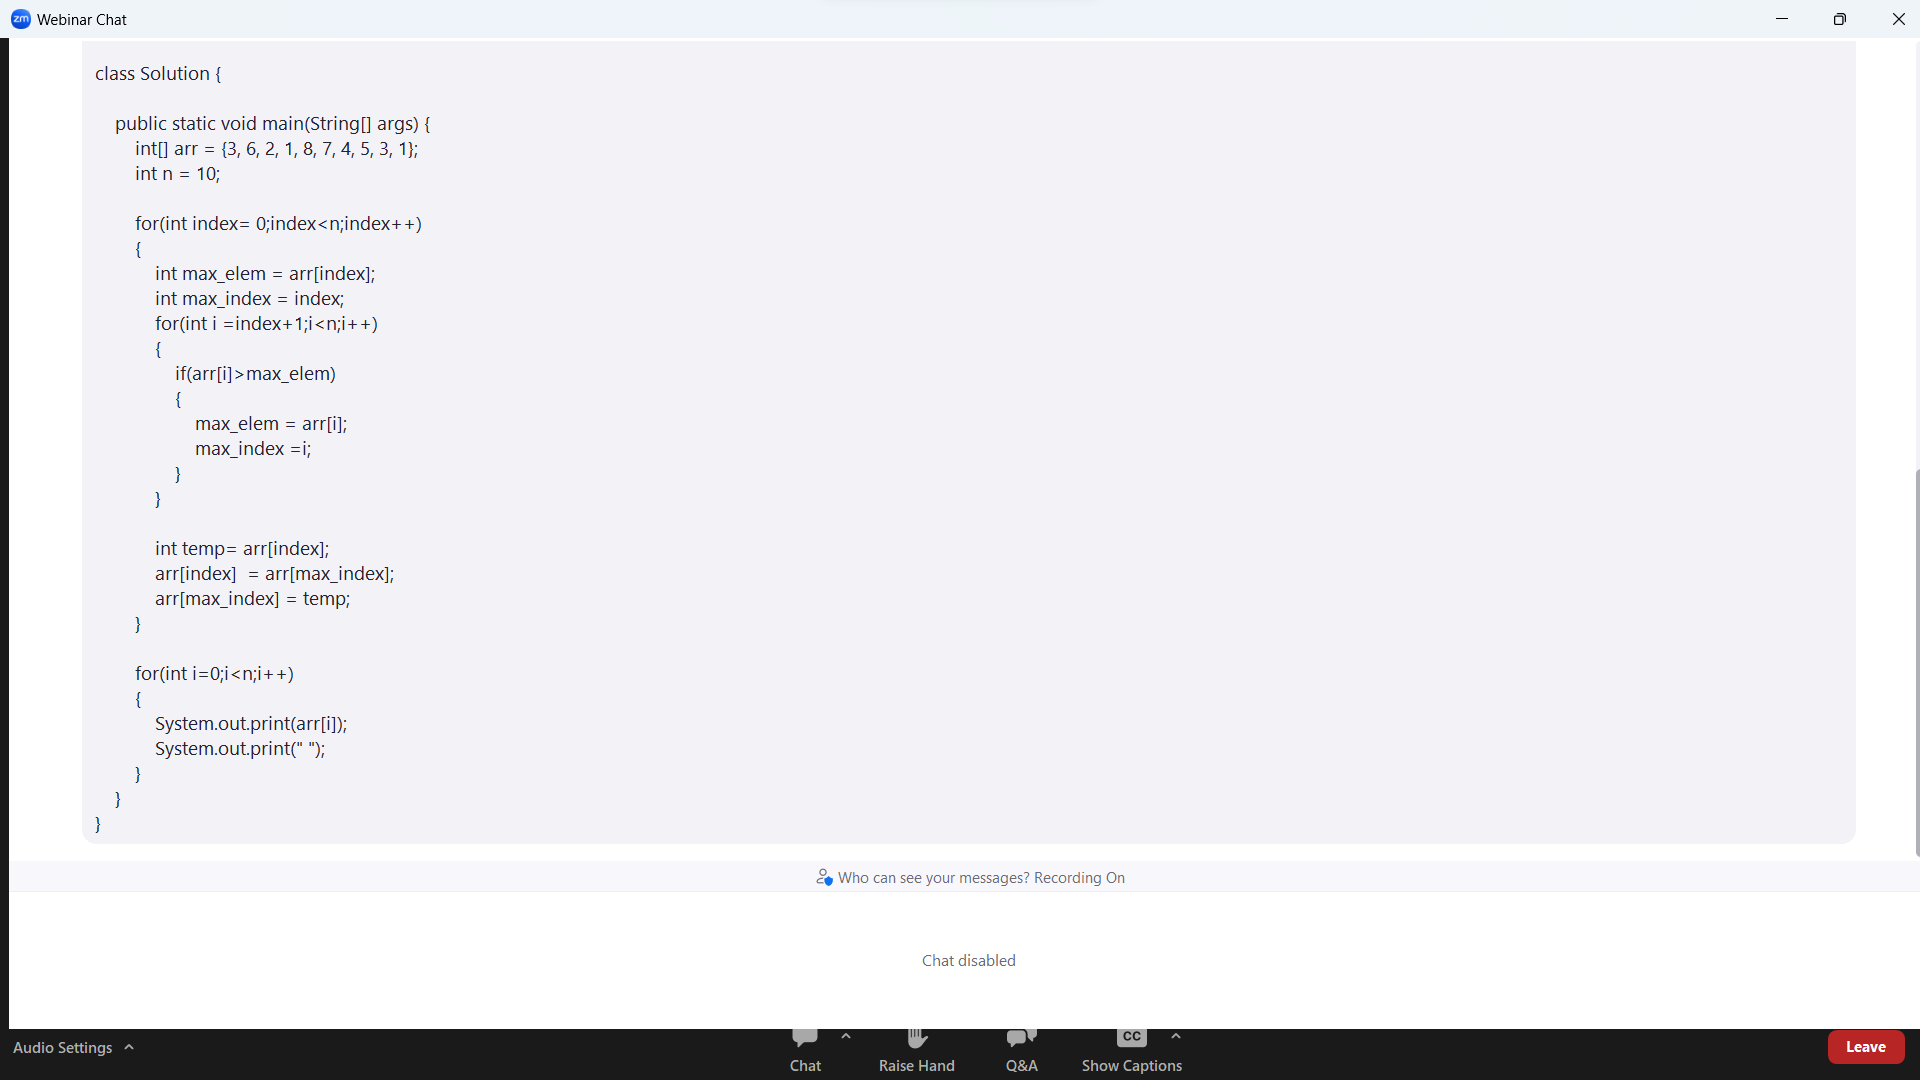 zm Webinar Chat
class Solution {
public static void main(String[] args) {
int[] arr = {3, 6, 2, 1, 8, 7, 4, 5, 3, 1};
int n = 10;
for(int index= 0;index<n;index++)
{
int max_elem = arr[index];
int max_index = index;
for(int i =index+1;i<n;i++)
{
if(arr[i]>max_elem)
{
max_elem = arr[i];
max_index =i;
}
}
int temp= arr[index];
arr[index]  = arr[max_index];
arr[max_index] = temp;
}
for(int i=0;i<n;i++)
{
System.out.print(arr[i]);
System.out.print(" ");
}
}
}
Who can see your messages? Recording On
Chat disabled
Audio Settings
Chat
Raise Hand
Q&A
CC
Show Captions
Leave